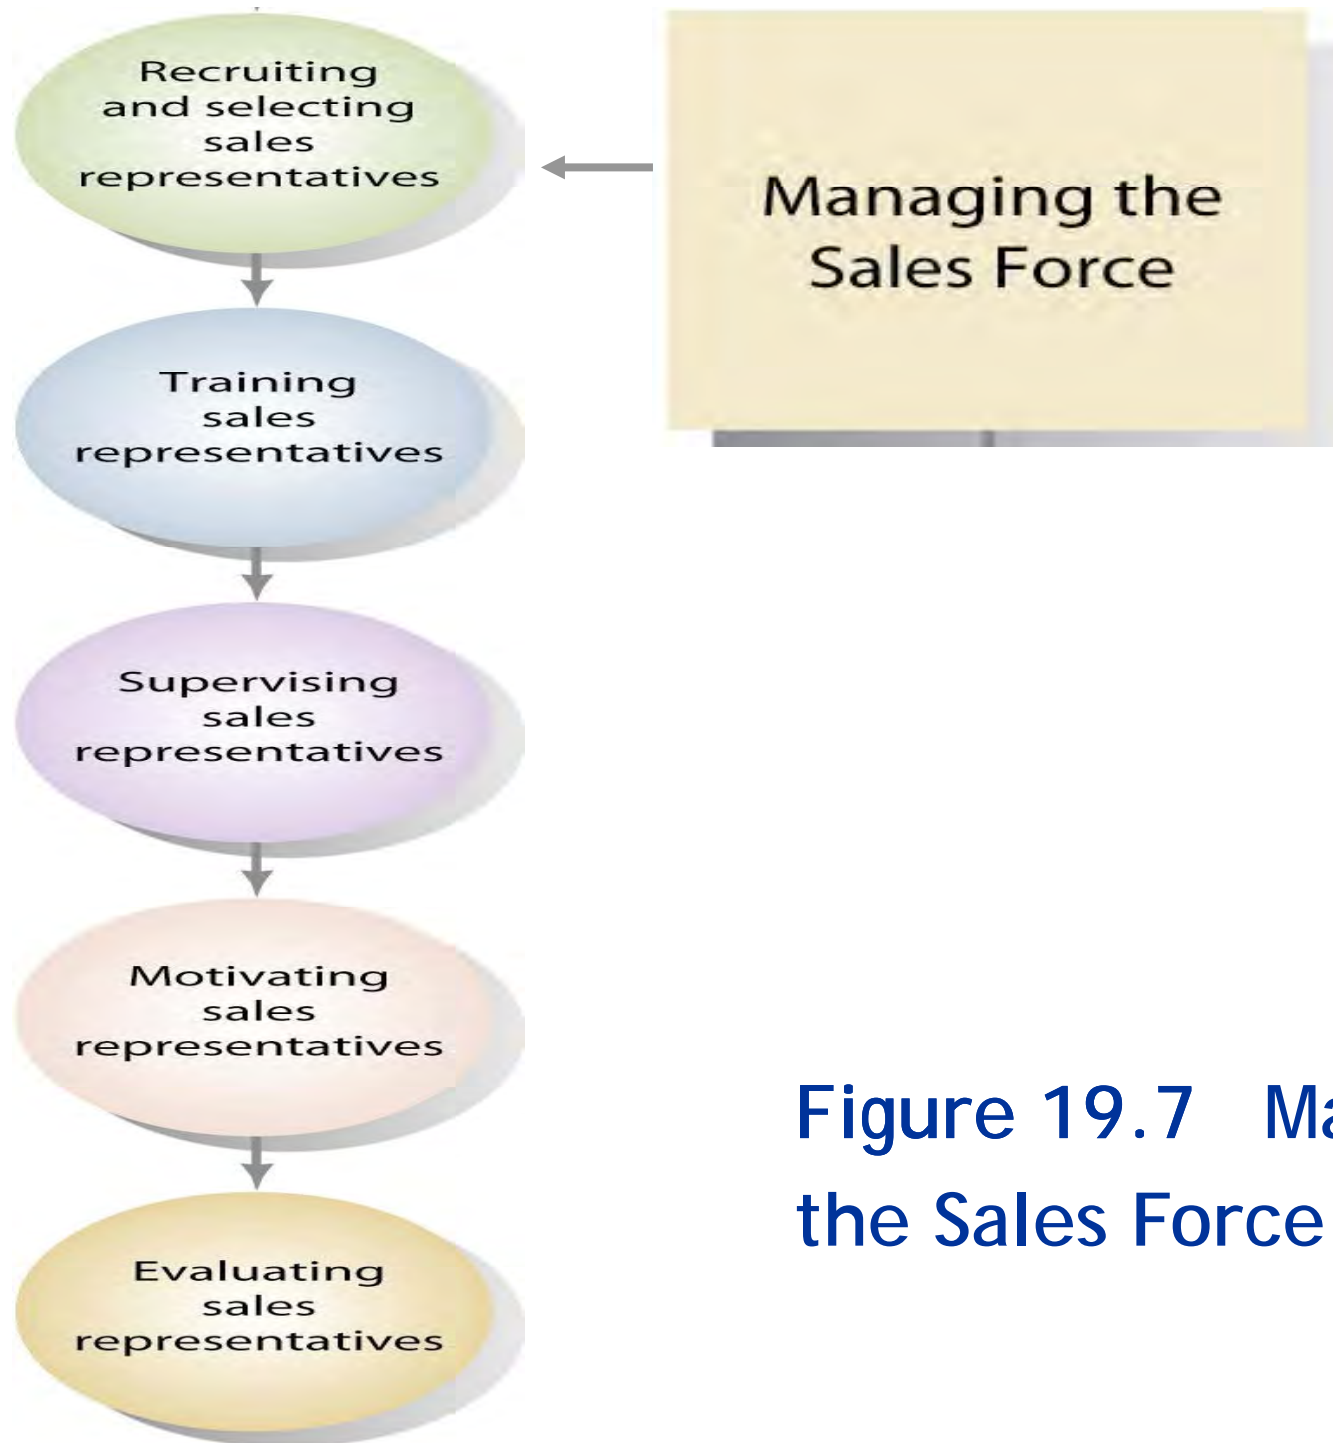 Recruiting
and selecting
sales
representatives
Managing the
Sales Force
Training
sales
representatives
Supervising
sales
representatives
Motivating
sales
representatives
Figure 19.7 Ma
the Sales Force
Evaluating
sales
representatives